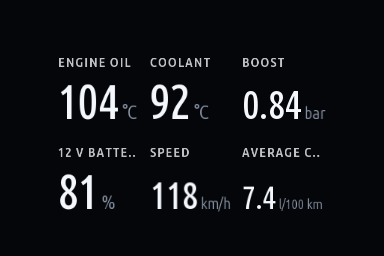 ENGINE OIL COOLANT BOOST
104 °C 92 °C 0.84 bar
12 V BATTE.. SPEED AVERAGE C..
81 % 118 km/h 7.4 l/100 km